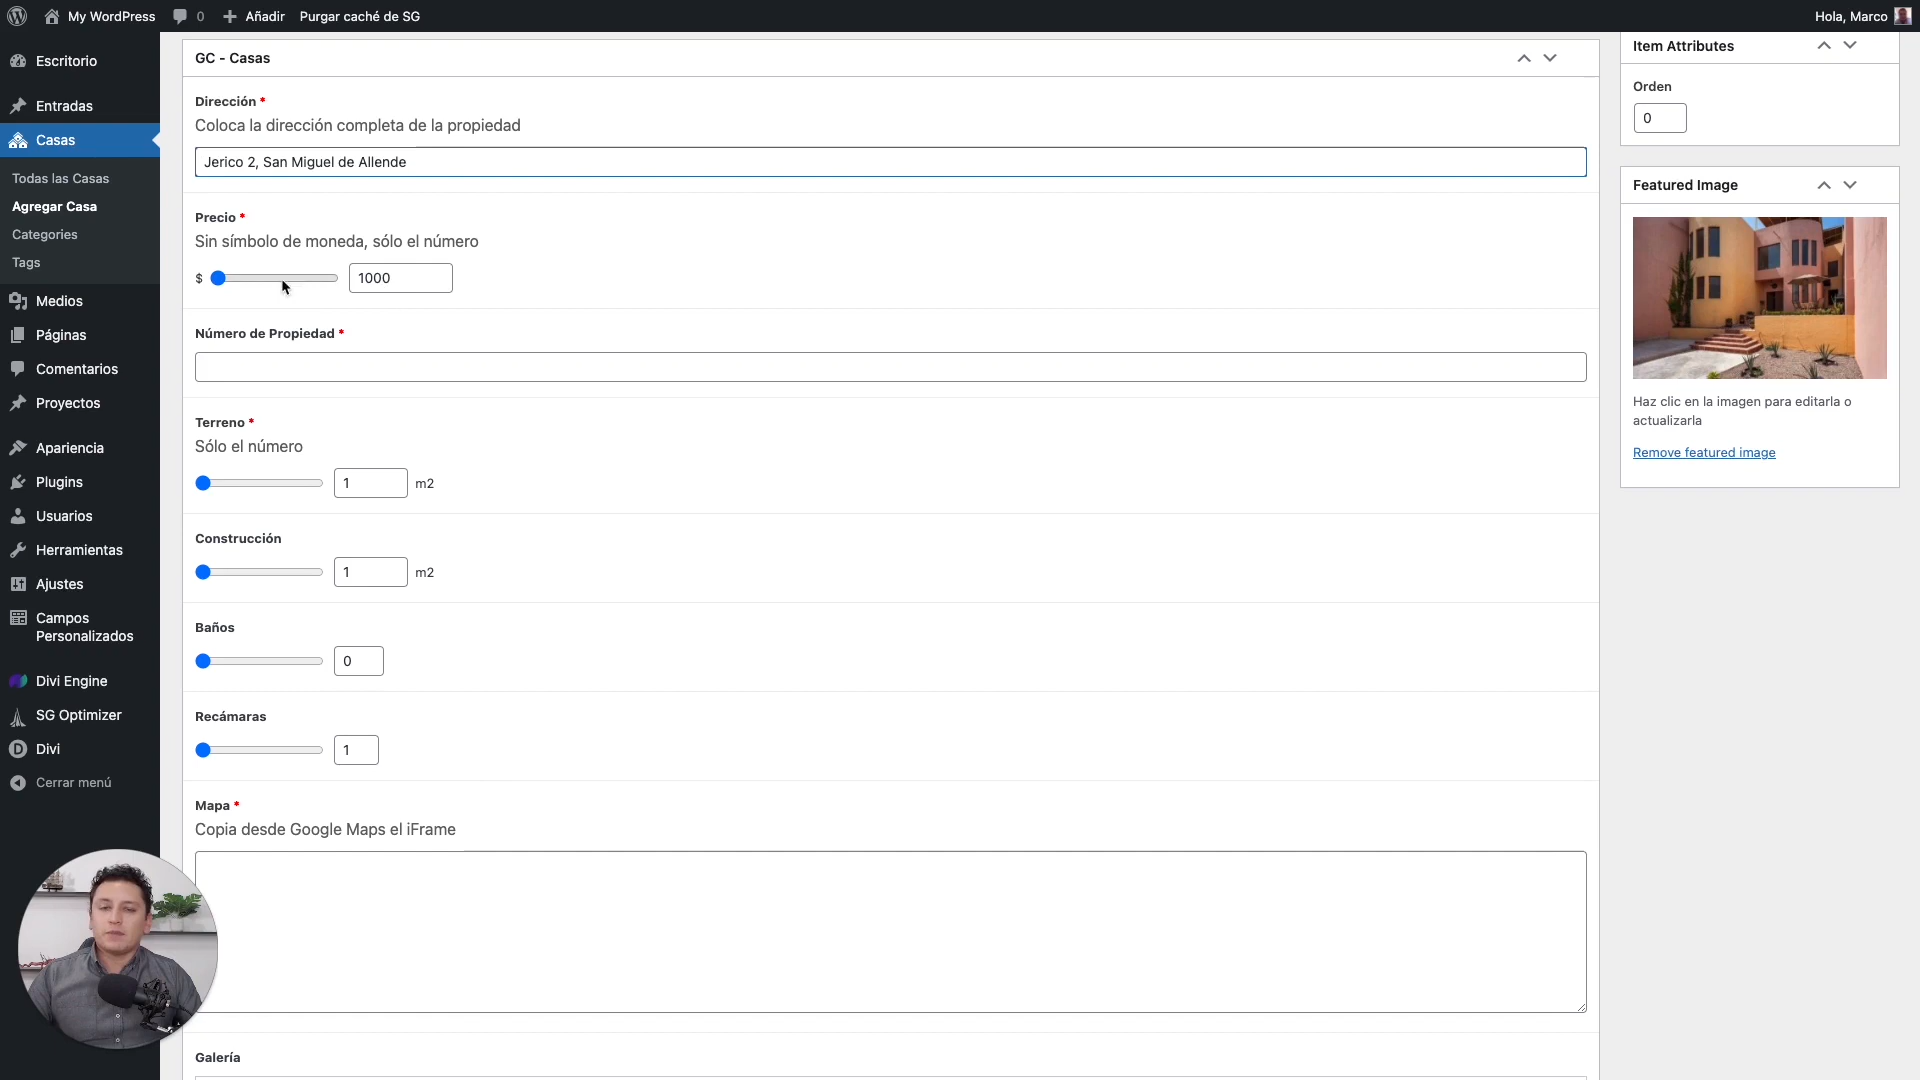 My WordPress
0
Añadir
Purgar caché de SG
Hola, Marco
Escritorio
Entradas
Casas
Todas las Casas
Agregar Casa
Categories
Tags
Medios
Páginas
Comentarios
Proyectos
Apariencia
Plugins
Usuarios
Herramientas
Ajustes
Campos
Personalizados
Divi Engine
SG Optimizer
D
Divi
Cerrar menú
GC - Casas
Dirección *
Coloca la dirección completa de la propiedad
Jerico 2, San Miguel de Allende
Precio *
Sin símbolo de moneda, sólo el número
$
1000
Número de Propiedad *
Terreno *
Sólo el número
1
m2
Construcción
1
m2
Baños
0
Recámaras
1
Mapa *
Copia desde Google Maps el iFrame
Galería
Item Attributes
Orden
0
Featured Image
Haz clic en la imagen para editarla o
actualizarla
Remove featured image